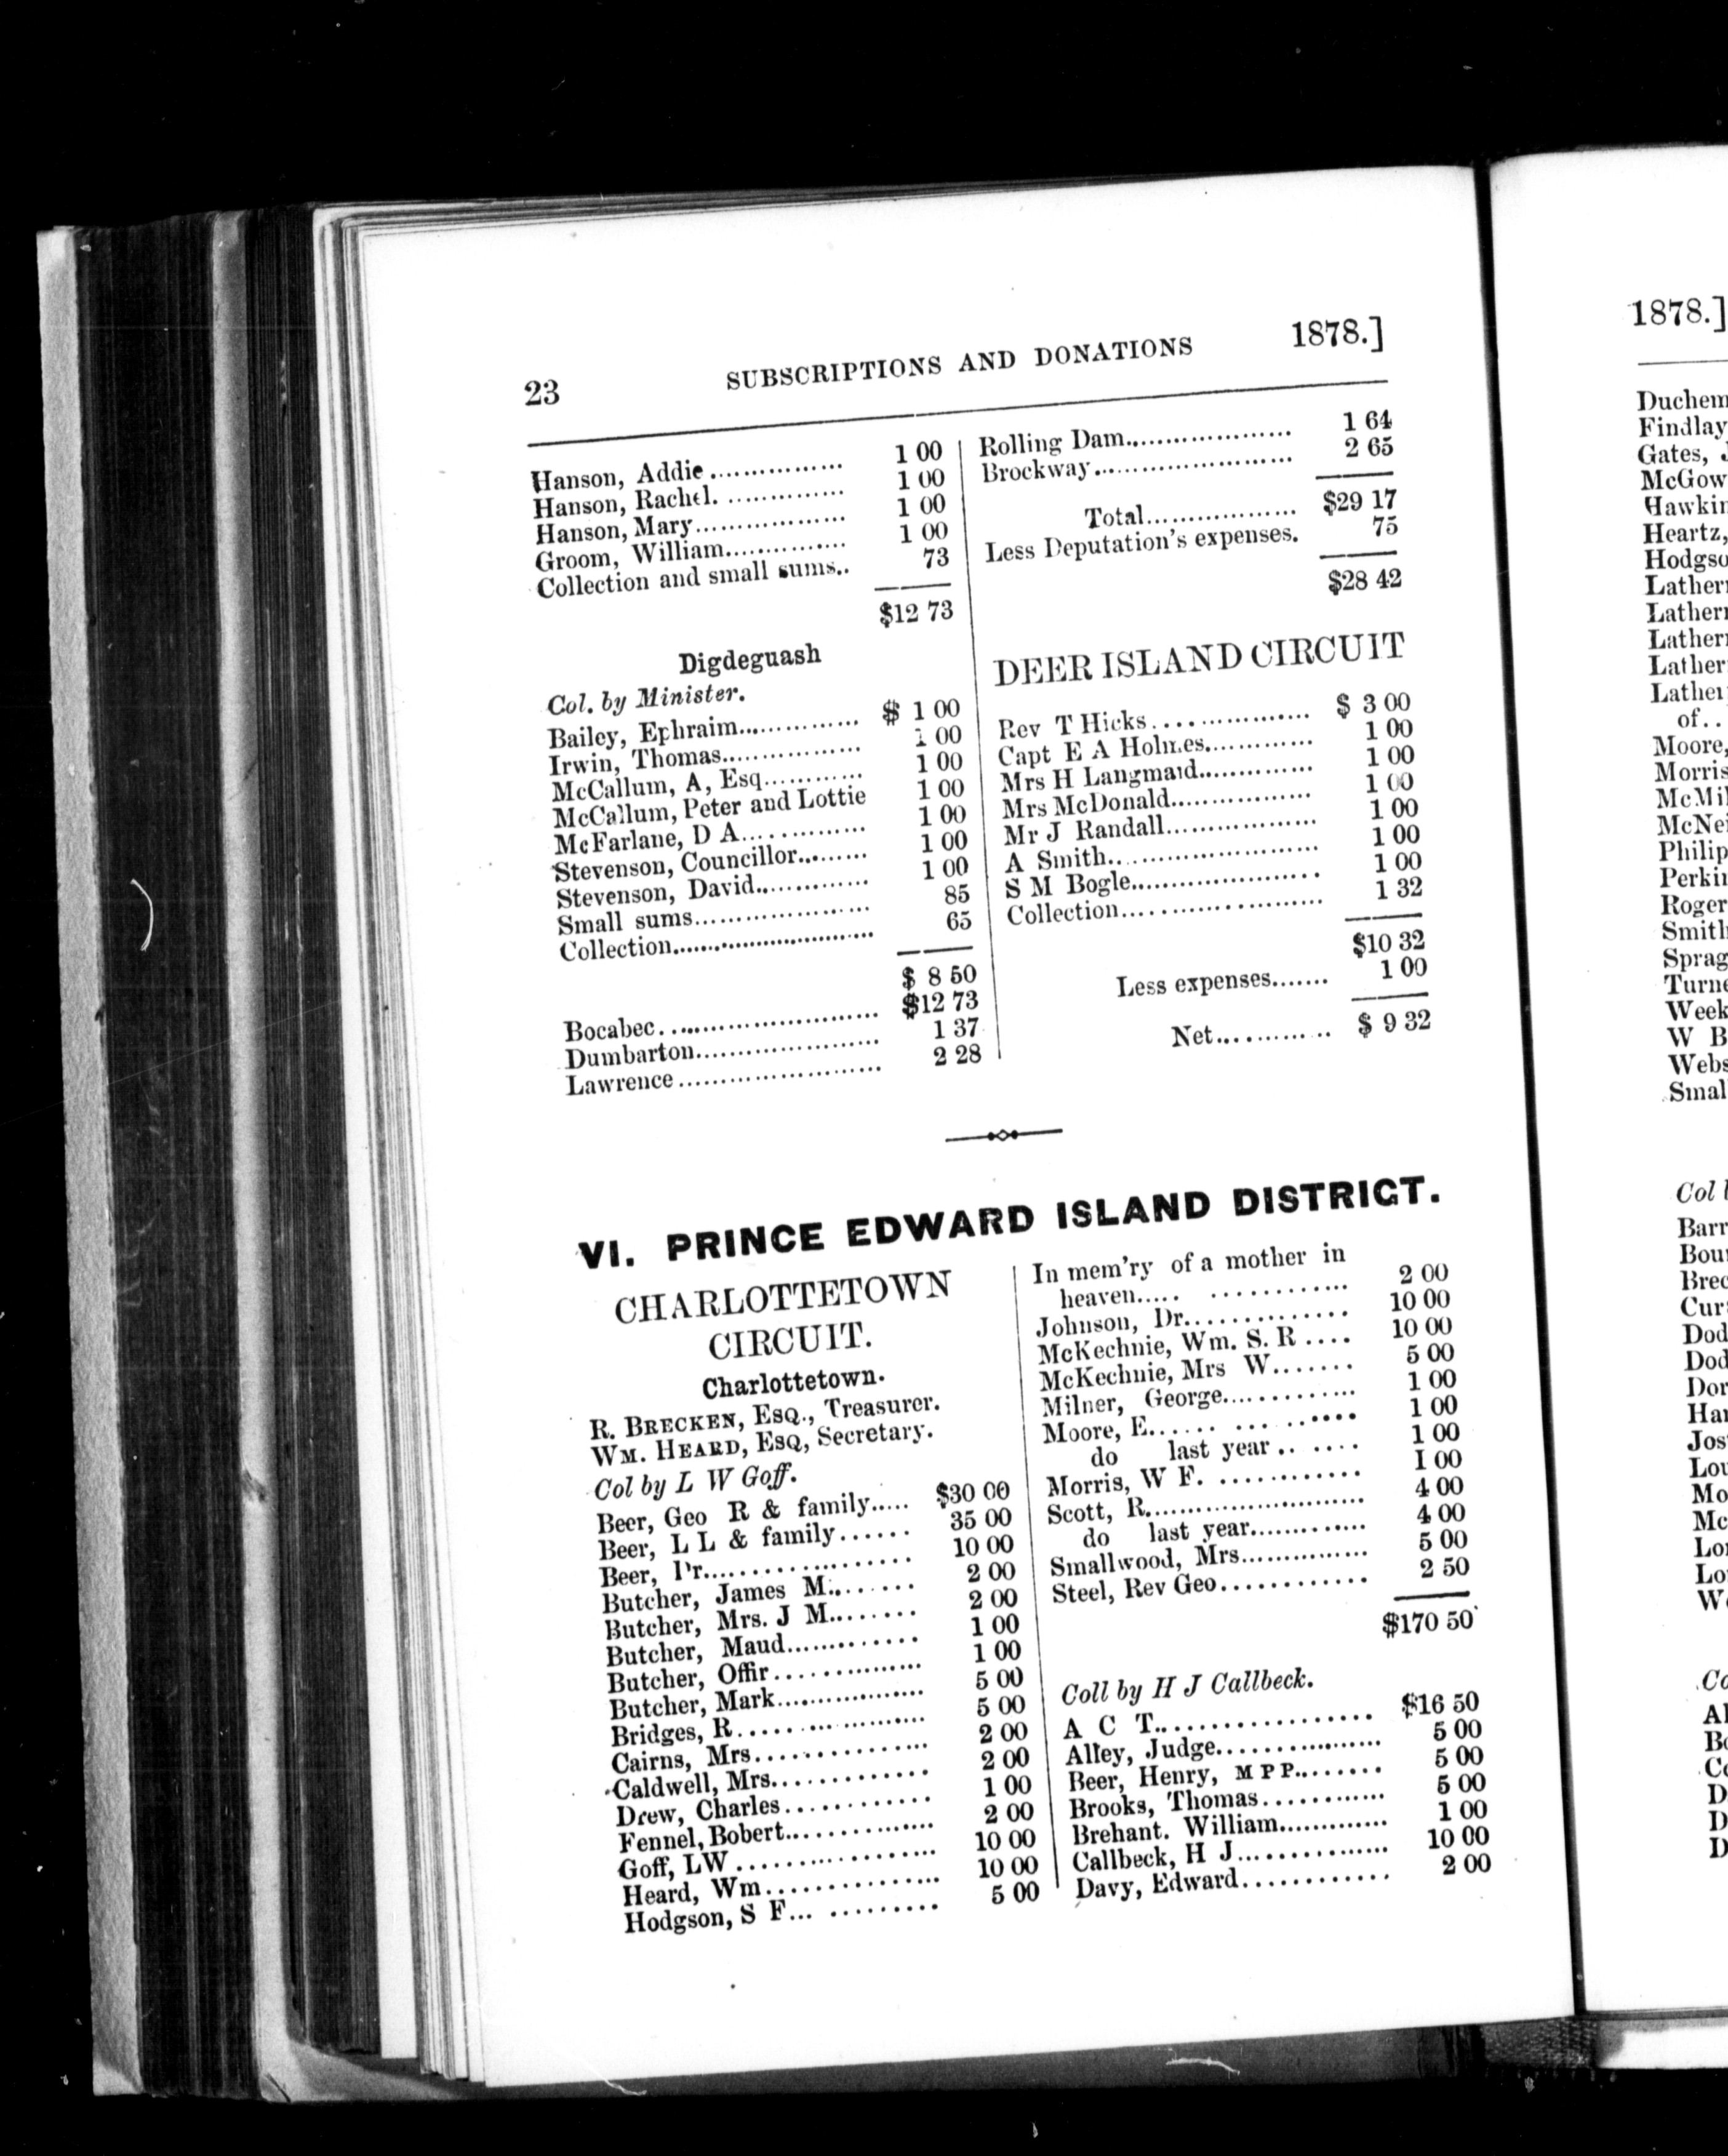 23 SUBSCRIPTIONS AND DONATIONS 1878.]
Hanson, Addie................ 1 00
Hanson, Rachel. .............. 1 00
Hanson, Mary................... 1 00
Groom, William............... 1 00
Collection and small sums.. 73
$12 73
Digdeguash
Col. by Minister.
Bailey, Ephraim............... $ 1 00
Irwin, Thomas................. 1 00
McCallum, A, Esq............ 1 00
McCallum, Peter and Lottie 1 00
McFarlane, D A.............. 1 00
Stevenson, Councillor......... 1 00
Stevenson, David.............. 1 00
Small sums..................... 85
Collection......................... 65
$ 8 50
Bocabec........................... $12 73
Dumbarton....................... 1 37
Lawrence........................ 2 28
Rolling Dam.................... 1 64
Brockway........................ 2 65
Total.................. $29 17
Less Deputation's expenses. 75
$28 42
DEER ISLAND CIRCUIT
Rev T Hicks................... $ 3 00
Capt E A Holmes............. 1 00
Mrs H Langmaid.............. 1 00
Mrs McDonald................ 1 00
Mr J Randall.................. 1 00
A Smith......................... 1 00
S M Bogle...................... 1 00
Collection....................... 1 32
$10 32
Less expenses....... 1 00
Net............ $ 9 32
VI. PRINCE EDWARD ISLAND DISTRICT.
CHARLOTTETOWN
CIRCUIT.
Charlottetown.
R. BRECKEN, ESQ., Treasurer.
WM. HEARD, ESQ, Secretary.
Col by L W Goff.
Beer, Geo R & family..... $30 00
Beer, L L & family...... 35 00
Beer, Dr...................... 10 00
Butcher, James M......... 2 00
Butcher, Mrs. J M........ 2 00
Butcher, Maud............. 1 00
Butcher, Offir............... 1 00
Butcher, Mark................ 5 00
Bridges, R..................... 5 00
Cairns, Mrs................... 2 00
Caldwell, Mrs............... 2 00
Drew, Charles............. 1 00
Fennel, Bobert............... 2 00
Goff, LW..................... 10 00
Heard, Wm.................. 10 00
Hodgson, S F... ......... 5 00
In mem'ry of a mother in
heaven..... ............ 2 00
Johnson, Dr................ 10 00
McKechnie, Wm. S. R .... 10 00
McKechnie, Mrs W....... 5 00
Milner, George............. 1 00
Moore, E...... ... ....... 1 00
do last year .. .... 1 00
Morris, W F. ............ 1 00
Scott, R........................ 4 00
do last year............. 4 00
Smallwood, Mrs............... 5 00
Steel, Rev Geo............. 2 50
$170 50
Coll by H J Callbeck.
A C T.................... $16 50
Alley, Judge................. 5 00
Beer, Henry, M P P........ 5 00
Brooks, Thomas............ 5 00
Brehant. William............ 1 00
Callbeck, H J............... 10 00
Davy, Edward............ 2 00
1878.]
Findlay
Gates,
Heartz,
Moore,
of..